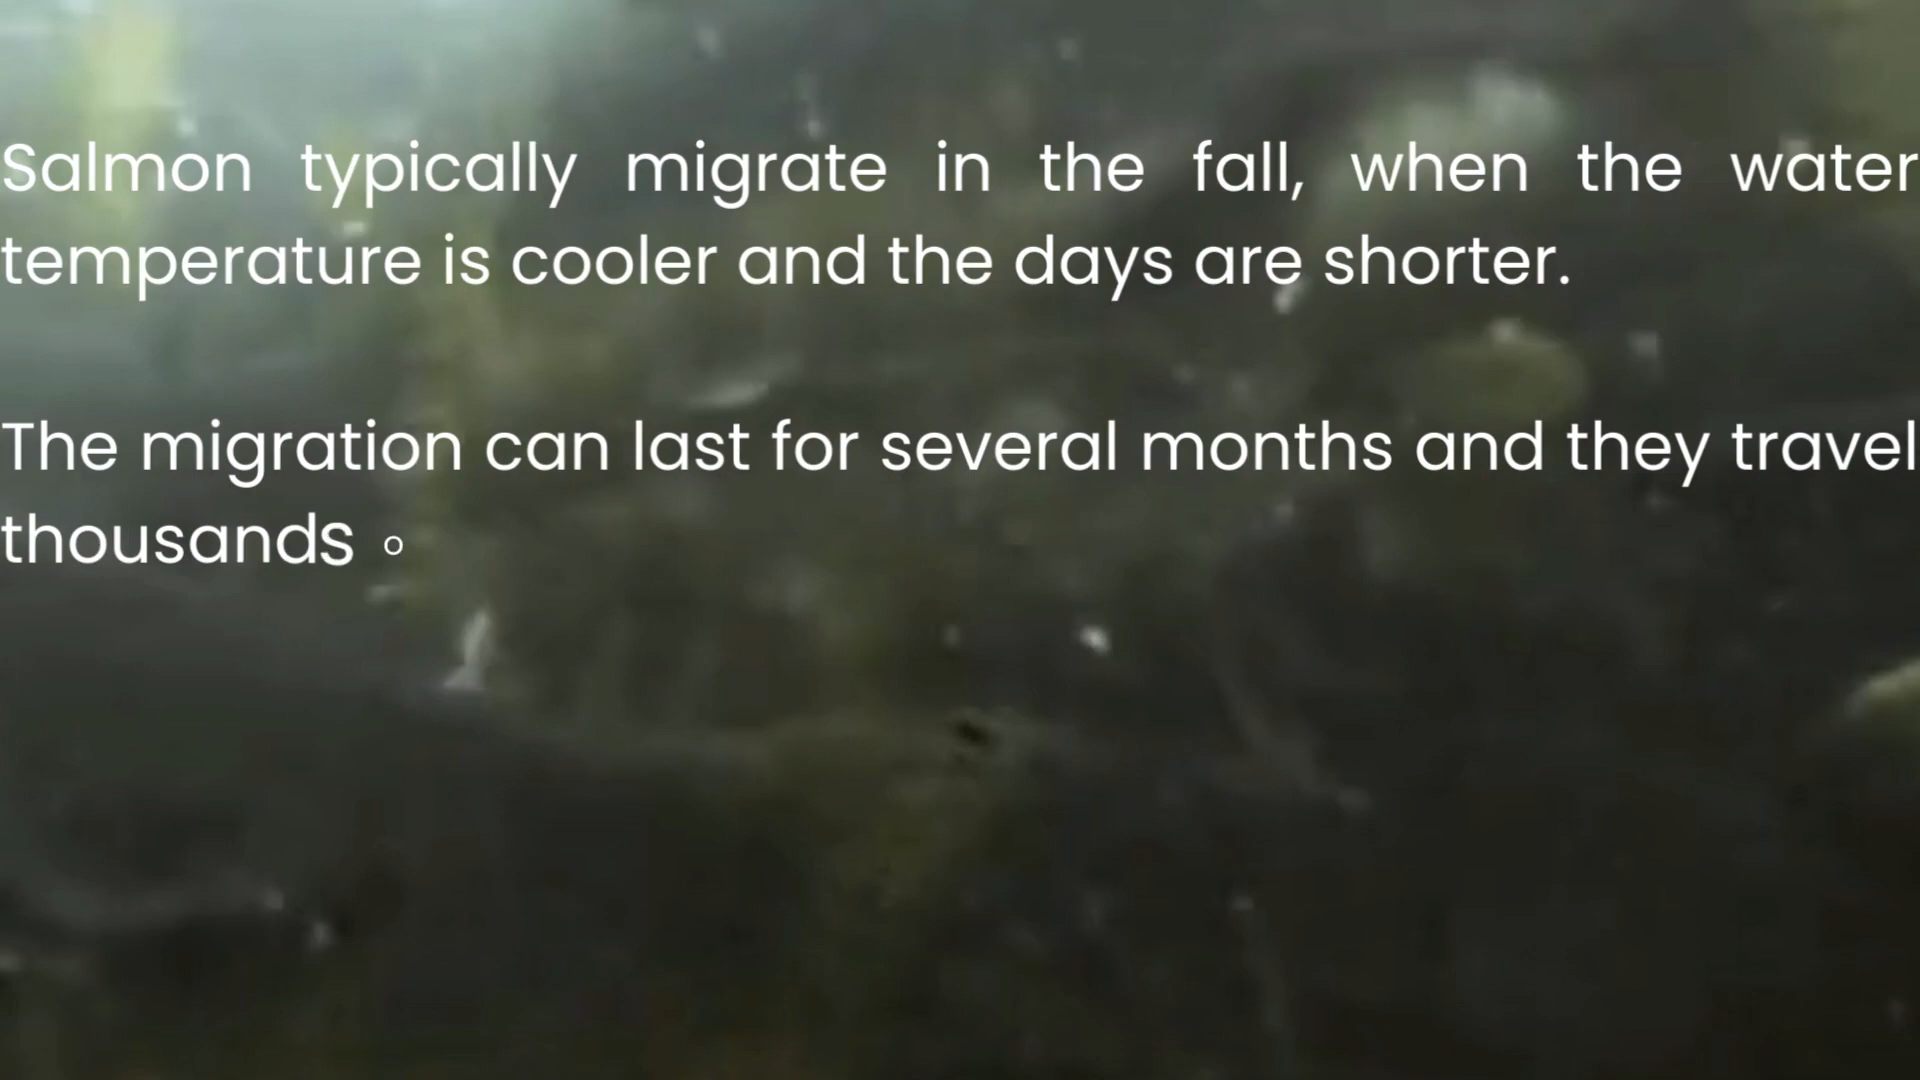 Salmon typically migrate in the fall, when the water
temperature is cooler and the days are shorter.
The migration can last for several months and they travel
thousands o